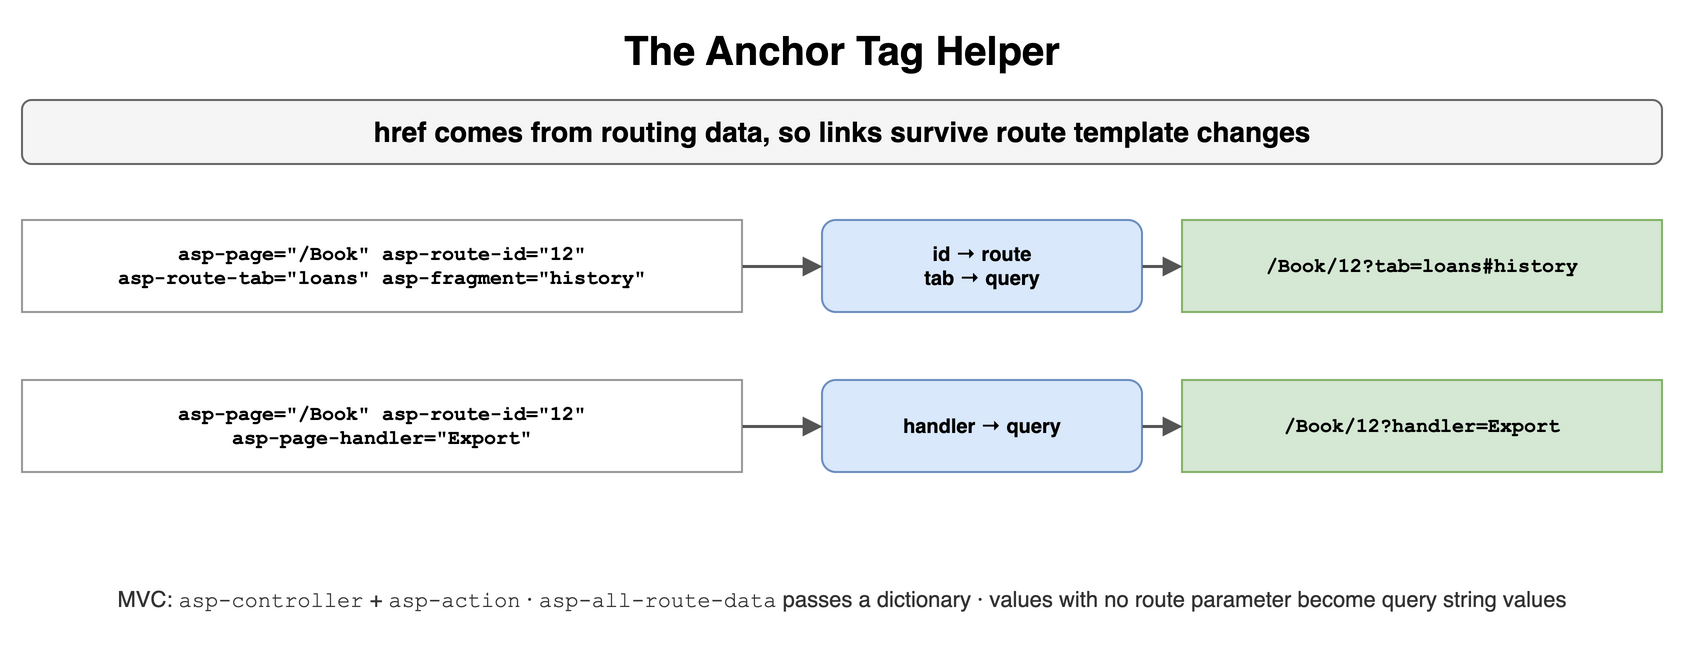 The Anchor Tag Helper
href comes from routing data, so links survive route template changes
asp-page="/Book" asp-route-id="12"
asp-route-tab="loans" asp-fragment="history"
id → route
tab → query
/Book/12?tab=loans#history
asp-page="/Book" asp-route-id="12"
asp-page-handler="Export"
handler → query
/Book/12?handler=Export
MVC: asp-controller + asp-action · asp-all-route-data passes a dictionary · values with no route parameter become query string values